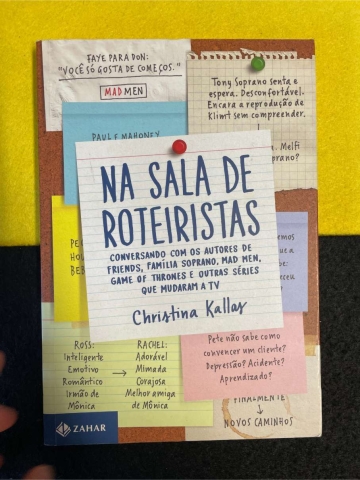 FAYE PARA DON:
"VOCÊ SÓ GOSTA DE COMEÇOS."
MAD MEN
Tony Soprano senta e
espera. Desconfortável.
Encara a reprodução de
Klimt sem compreender.
PAUL F. MAHONEY
Melfi
NA SALA DE
ROTEIRISTAS
CONVERSANDO COM OS AUTORES DE
FRIENDS, FAMÍLIA SOPRANO, MAD MEN,
GAME OF THRONES E OUTRAS SÉRIES
QUE MUDARAM A TV
Christina Kallas
ROSS:
Inteligente
Emotivo
Romântico
Irmão de
Mônica
→
RACHEL:
Adorável
Mimada
Corajosa
Melhor amiga
de Mônica
Pete não sabe como
convencer um cliente?
Depressão? Acidente?
Aprendizado?
FINALMENTE
↓
NOVOS CAMINHOS
ZAHAR